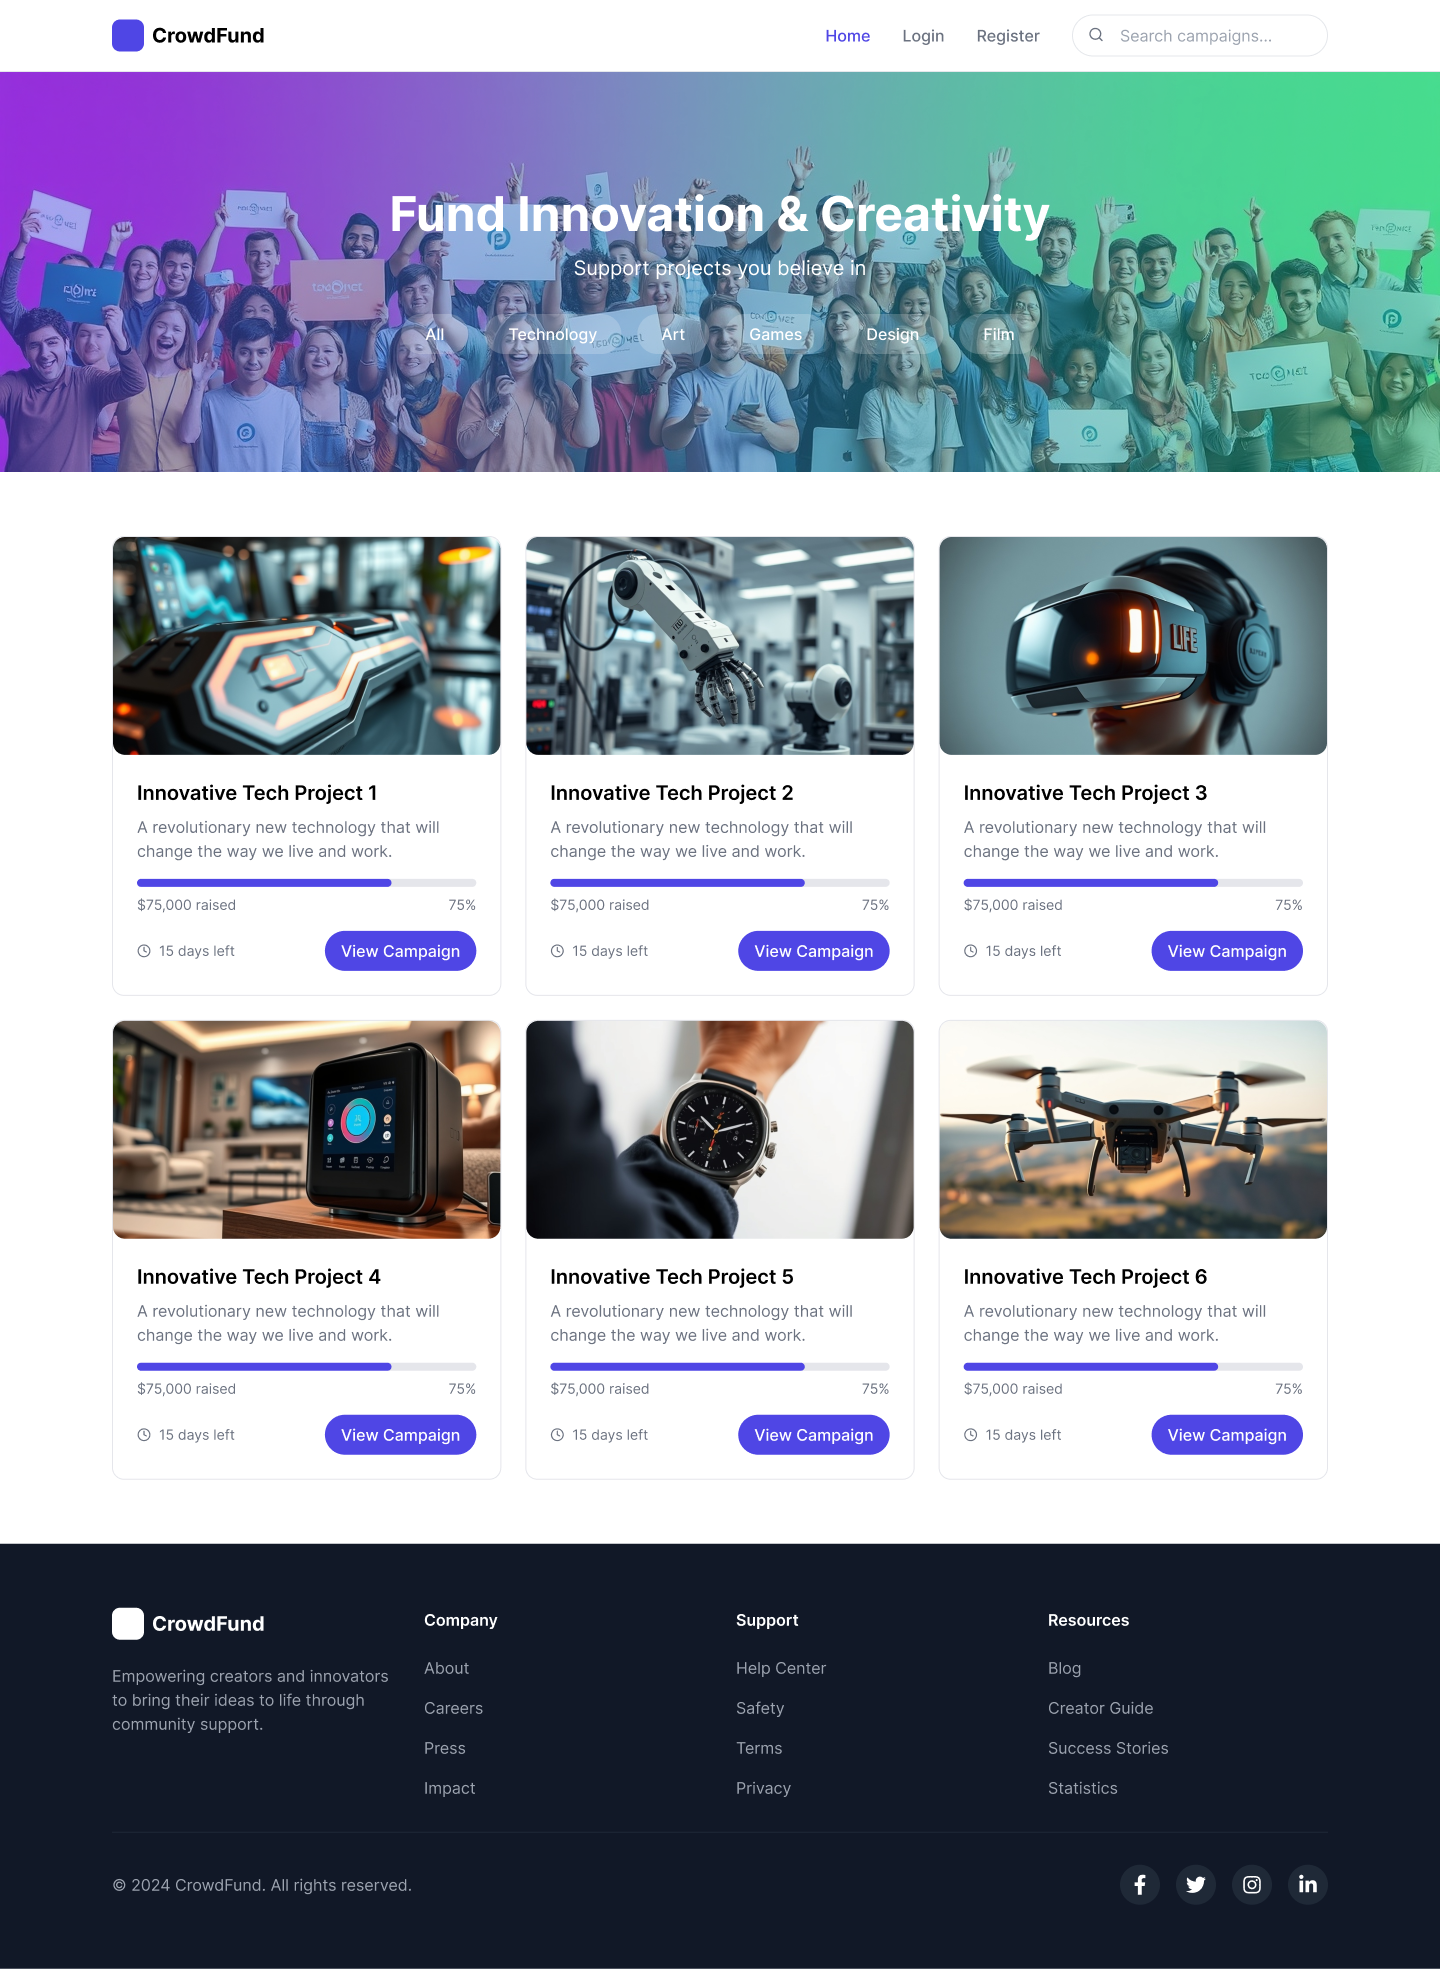 CrowdFund
Home
Login
Register
Search campaigns...
Fund Innovation & Creativity
Support projects you believe in
All
Technology
Art
Games
Design
Film
LIFE
Innovative Tech Project 1
A revolutionary new technology that will
change the way we live and work.
$75,000 raised
75%
15 days left
View Campaign
Innovative Tech Project 2
A revolutionary new technology that will
change the way we live and work.
$75,000 raised
75%
15 days left
View Campaign
Innovative Tech Project 3
A revolutionary new technology that will
change the way we live and work.
$75,000 raised
75%
15 days left
View Campaign
Innovative Tech Project 4
A revolutionary new technology that will
change the way we live and work.
$75,000 raised
75%
15 days left
View Campaign
Innovative Tech Project 5
A revolutionary new technology that will
change the way we live and work.
$75,000 raised
75%
15 days left
View Campaign
Innovative Tech Project 6
A revolutionary new technology that will
change the way we live and work.
$75,000 raised
75%
15 days left
View Campaign
CrowdFund
Empowering creators and innovators
to bring their ideas to life through
community support.
Company
About
Careers
Press
Impact
Support
Help Center
Safety
Terms
Privacy
Resources
Blog
Creator Guide
Success Stories
Statistics
© 2024 CrowdFund. All rights reserved.